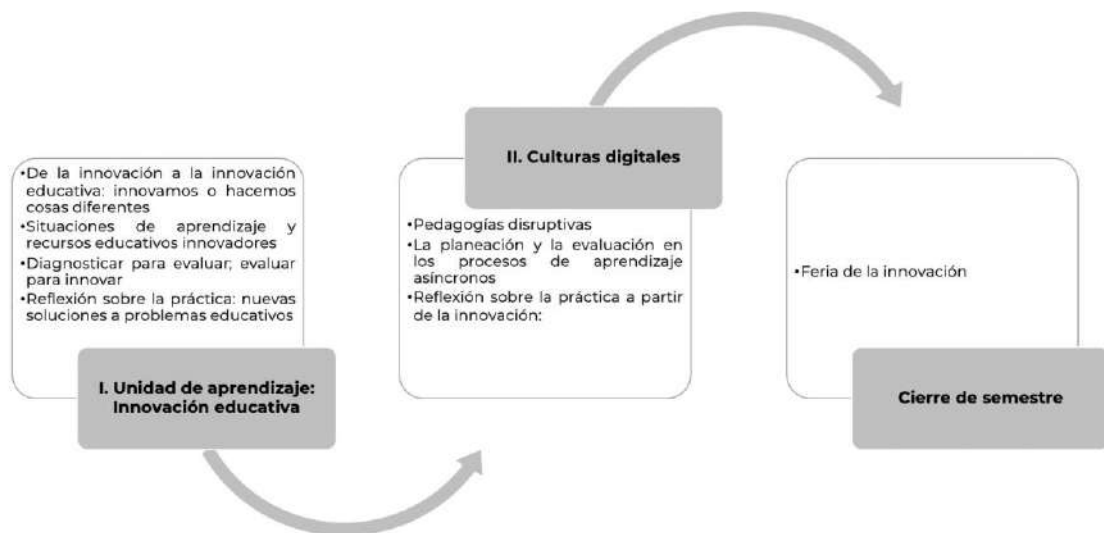 •De la innovación a la innovación
educativa: innovamos o hacemos
cosas diferentes
•Situaciones de aprendizaje y
recursos educativos innovadores
•Diagnosticar para evaluar; evaluar
para innovar
•Reflexión sobre la práctica: nuevas
soluciones a problemas educativos
I. Unidad de aprendizaje:
Innovación educativa
II. Culturas digitales
•Pedagogías disruptivas
•La planeación y la evaluación en
los procesos de aprendizaje
asíncronos
•Reflexión sobre la práctica a partir
de la innovación:
•Feria de la innovación
Cierre de semestre